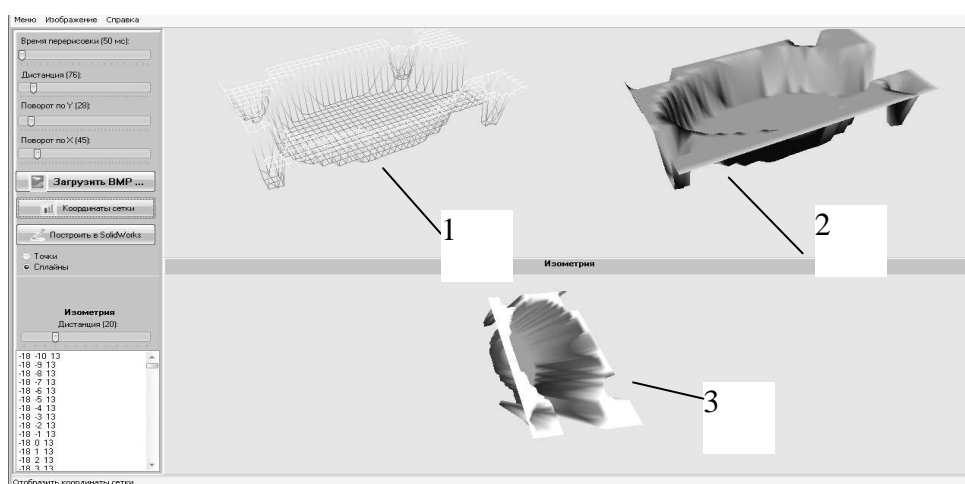 Меню Изображение Справка
Время перерисовки (50 мс):
Дистанция (76):
Поворот по Y (28):
Поворот по X (45):
Загрузить BMP ...
Координаты сетки
Построить в SolidWorks
Точки
Сплайны
Изометрия
Дистанция (20):
-18 -10 13
-18 -9 13
-18 -8 13
-18 -7 13
-18 -6 13
-18 -5 13
-18 -4 13
-18 -3 13
-18 -2 13
-18 -1 13
-18 0 13
-18 1 13
-18 2 13
-18 3 13
Отобразить координаты сетки
1
2
Изометрия
3